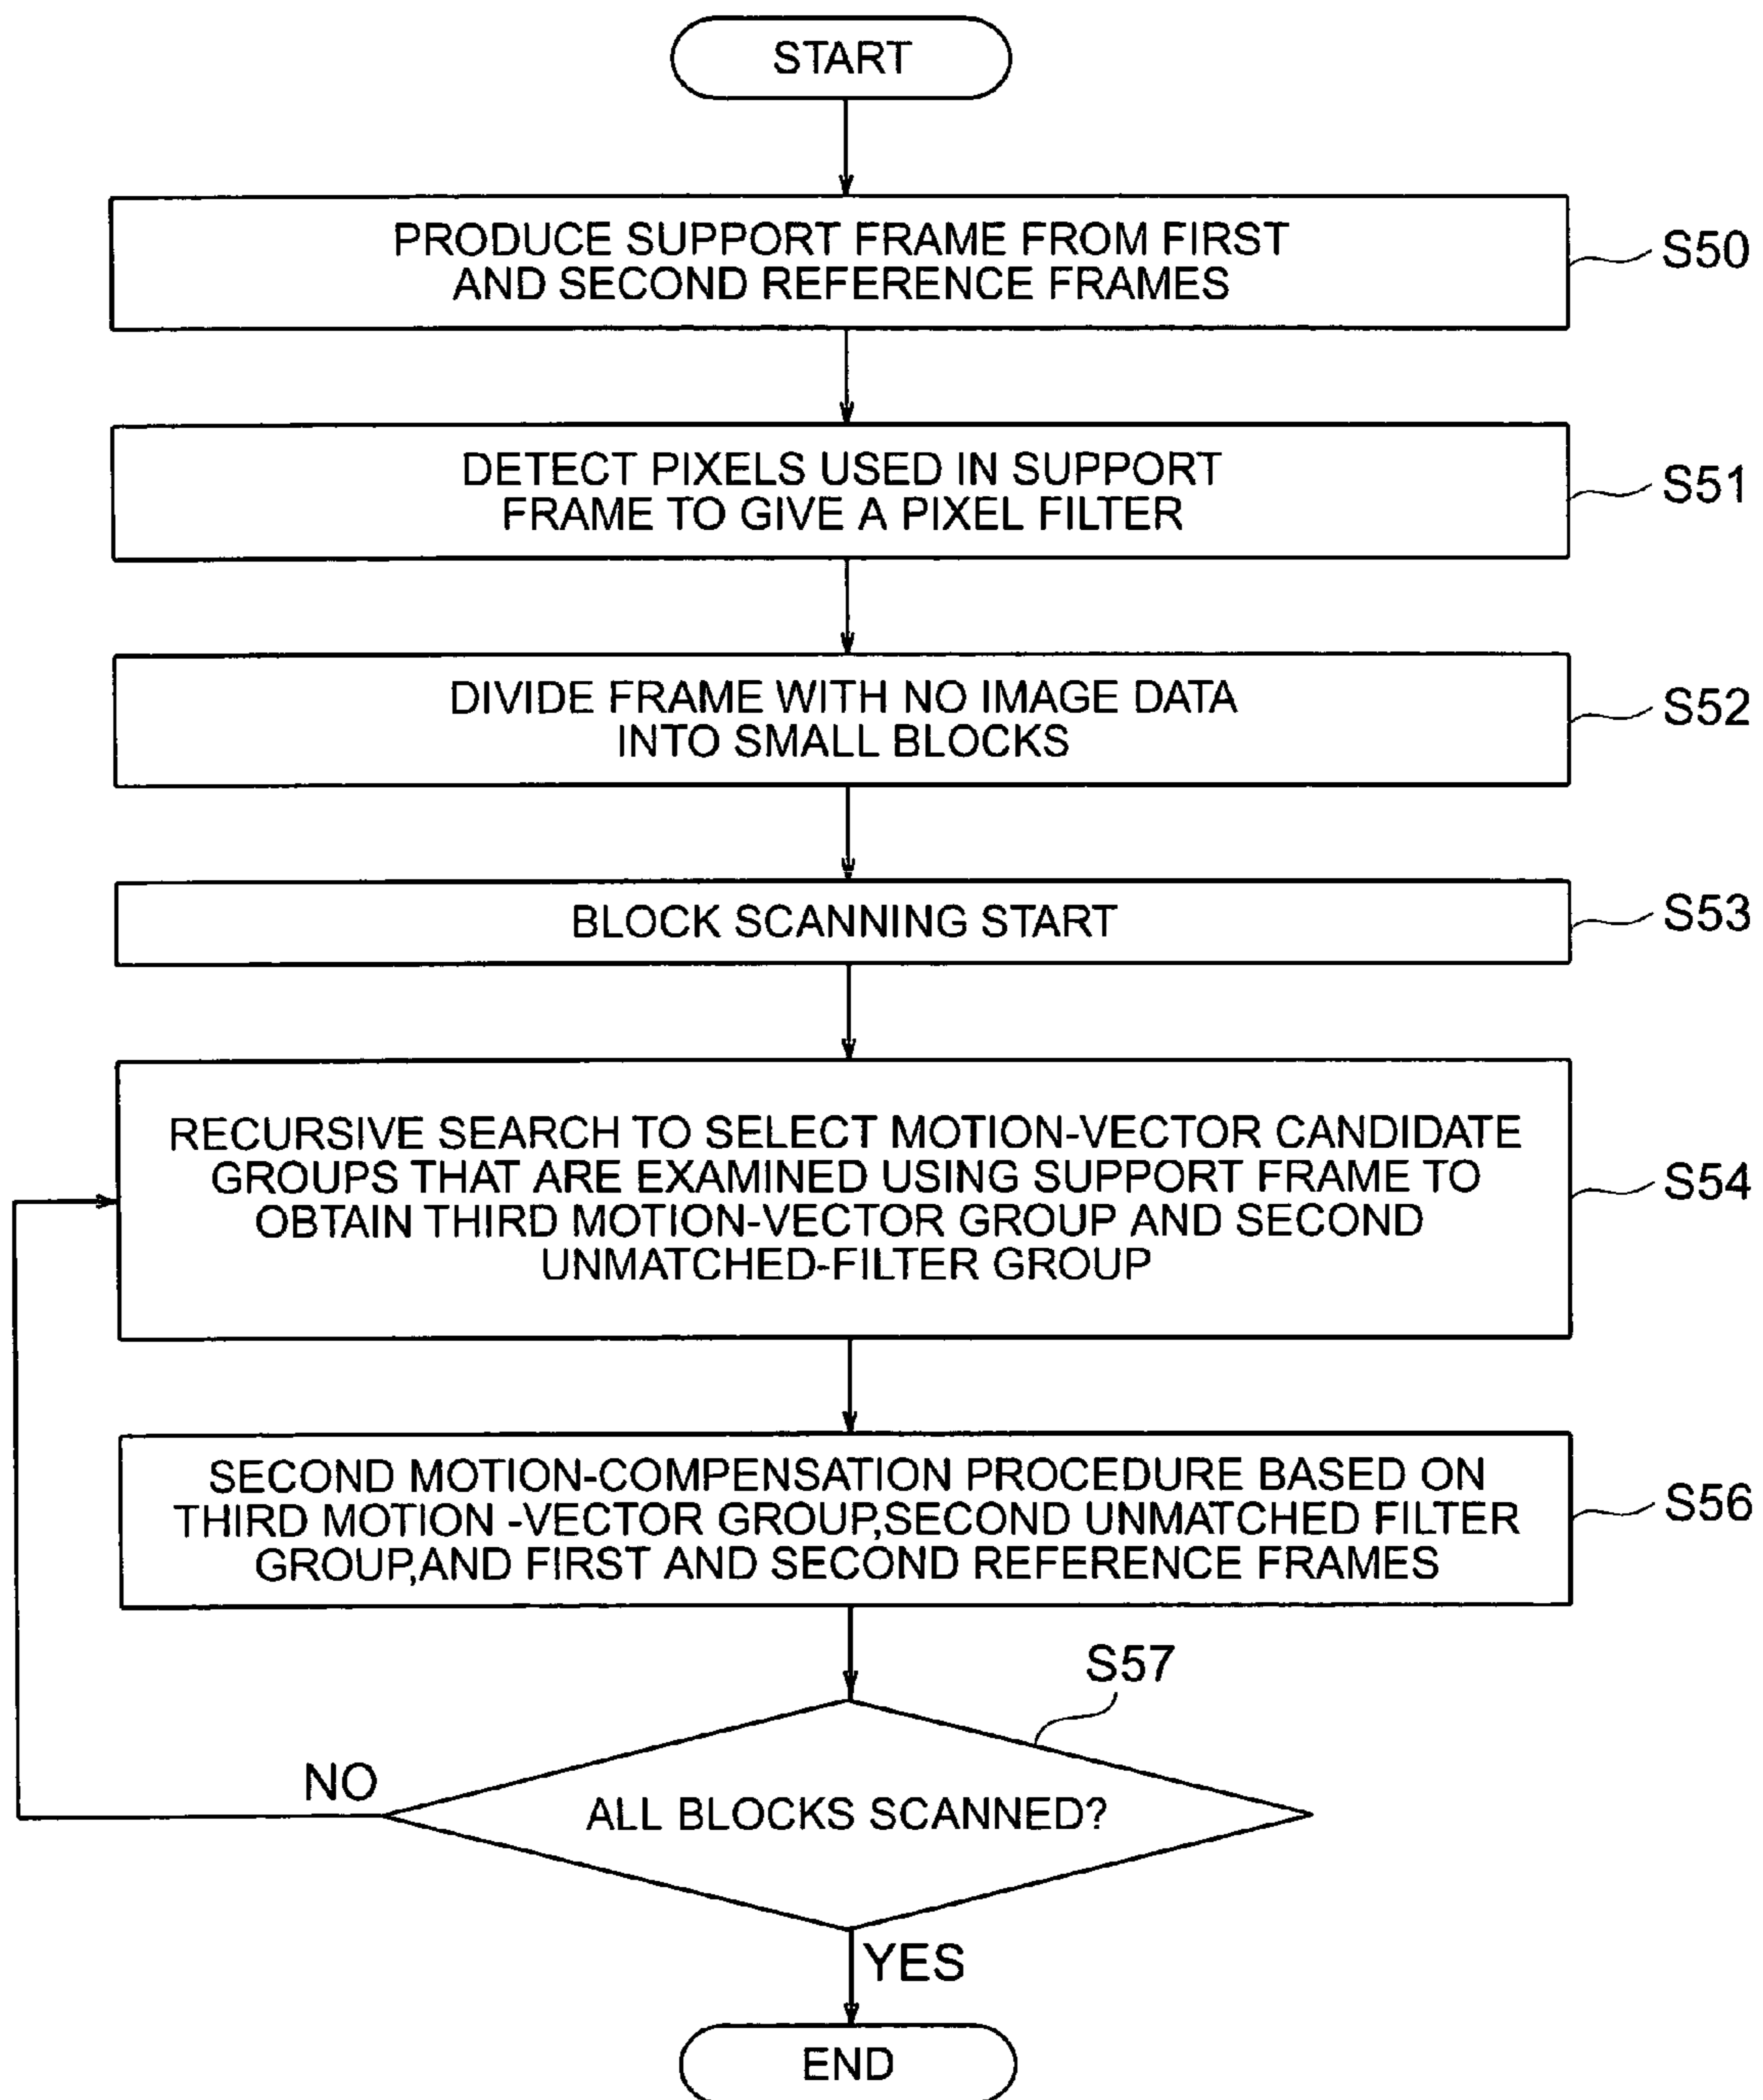 START
PRODUCE SUPPORT FRAME FROM FIRST
AND SECOND REFERENCE FRAMES
S50
DETECT PIXELS USED IN SUPPORT
FRAME TO GIVE A PIXEL FILTER
S51
DIVIDE FRAME WITH NO IMAGE DATA
INTO SMALL BLOCKS
S52
BLOCK SCANNING START
S53
RECURSIVE SEARCH TO SELECT MOTION-VECTOR CANDIDATE
GROUPS THAT ARE EXAMINED USING SUPPORT FRAME TO
OBTAIN THIRD MOTION-VECTOR GROUP AND SECOND
UNMATCHED-FILTER GROUP
S54
SECOND MOTION-COMPENSATION PROCEDURE BASED ON
THIRD MOTION -VECTOR GROUP,SECOND UNMATCHED FILTER
GROUP,AND FIRST AND SECOND REFERENCE FRAMES
S56
S57
NO
ALL BLOCKS SCANNED?
YES
END